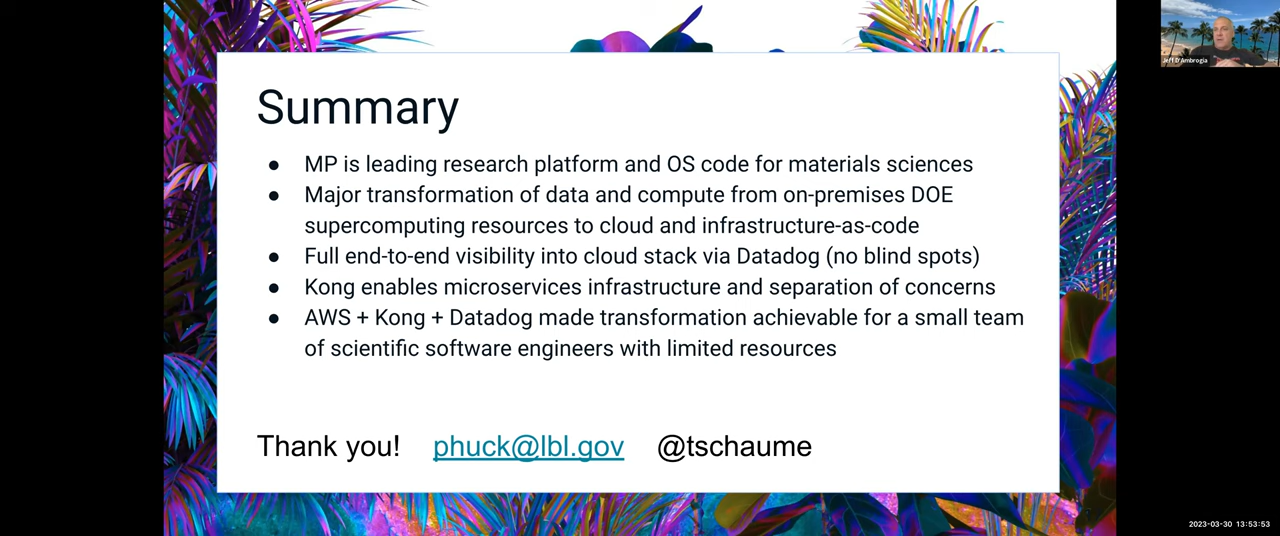 Summary
● MP is leading research platform and OS code for materials sciences
● Major transformation of data and compute from on-premises DOE
supercomputing resources to cloud and infrastructure-as-code
● Full end-to-end visibility into cloud stack via Datadog (no blind spots)
● Kong enables microservices infrastructure and separation of concerns
● AWS + Kong + Datadog made transformation achievable for a small team
of scientific software engineers with limited resources
Thank you! phuck@lbl.gov @tschaume
Jeff D'Ambrogia
2023-03-30 13:53:53